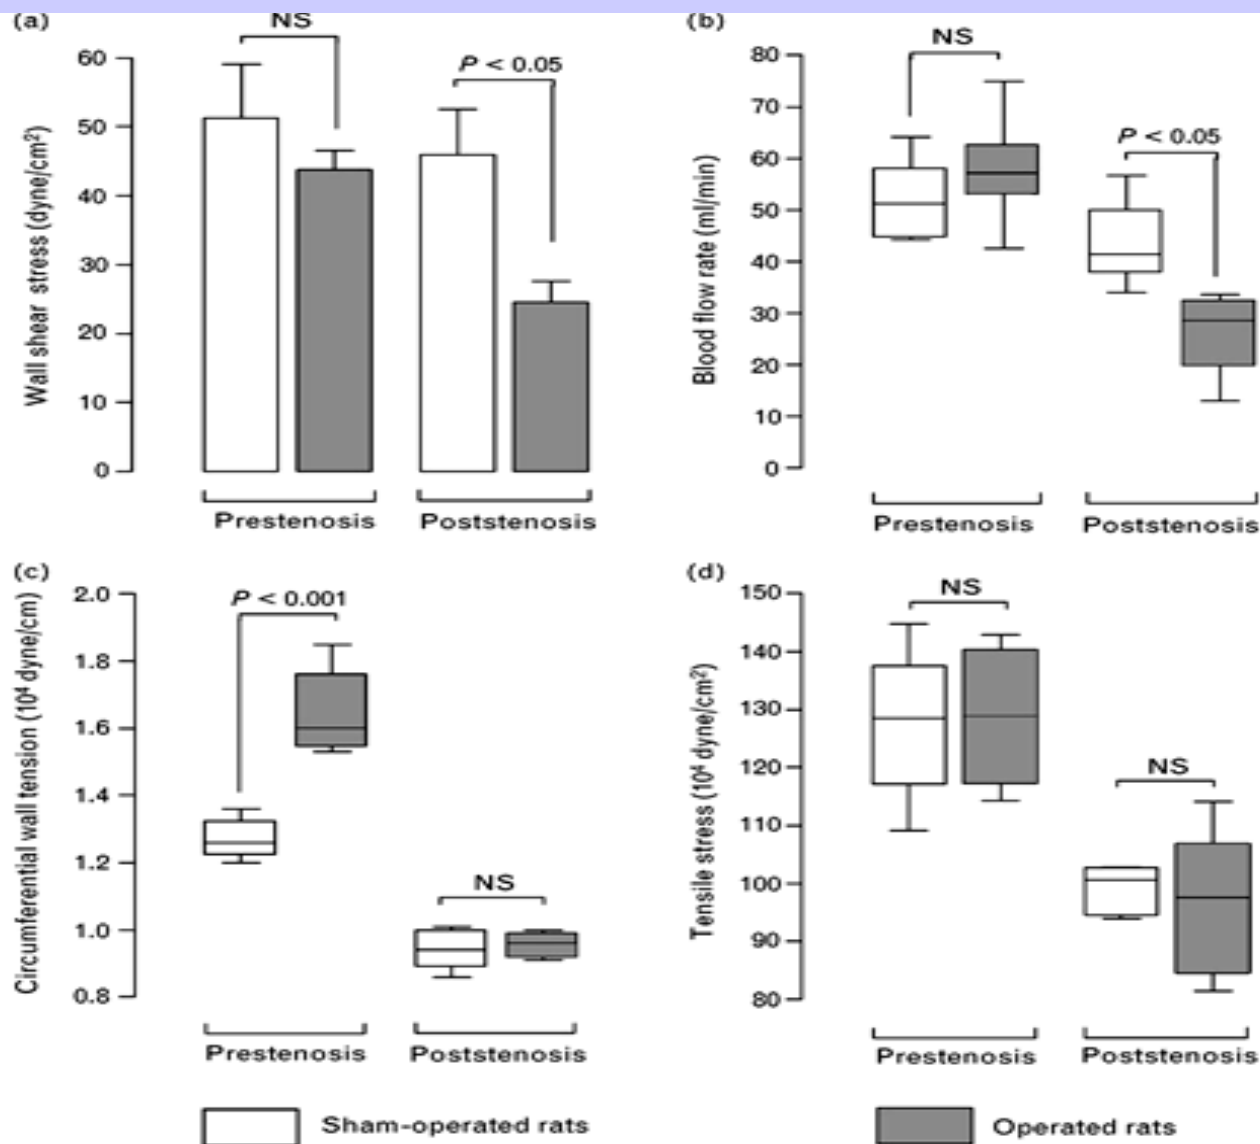 (a)
NS
P < 0.05
60
50
40
30
20
10
0
Wall shear stress (dyne/cm²)
Prestenosis
Poststenosis
(b)
NS
P < 0.05
80
70
60
50
40
30
20
10
0
Blood flow rate (ml/min)
Prestenosis
Poststenosis
(c)
P < 0.001
NS
2.0
1.8
1.6
1.4
1.2
1.0
0.8
Circumferential wall tension (10⁴ dyne/cm)
Prestenosis
Poststenosis
(d)
NS
NS
150
140
130
120
110
100
90
80
Tensile stress (10⁴ dyne/cm²)
Prestenosis
Poststenosis
Sham-operated rats
Operated rats